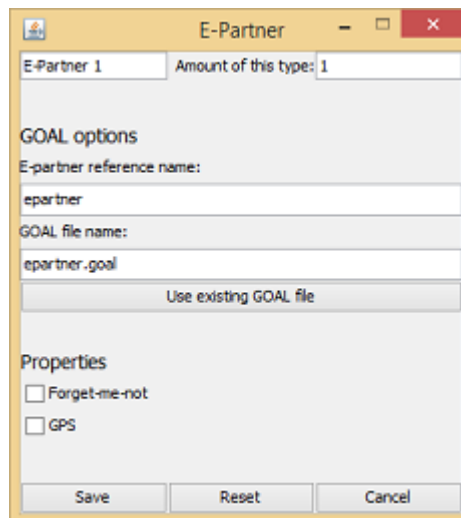 E-Partner
E-Partner 1 Amount of this type: 1
GOAL options
E-partner reference name:
epartner
GOAL file name:
epartner.goal
Use existing GOAL file
Properties
Forget-me-not
GPS
Save Reset Cancel